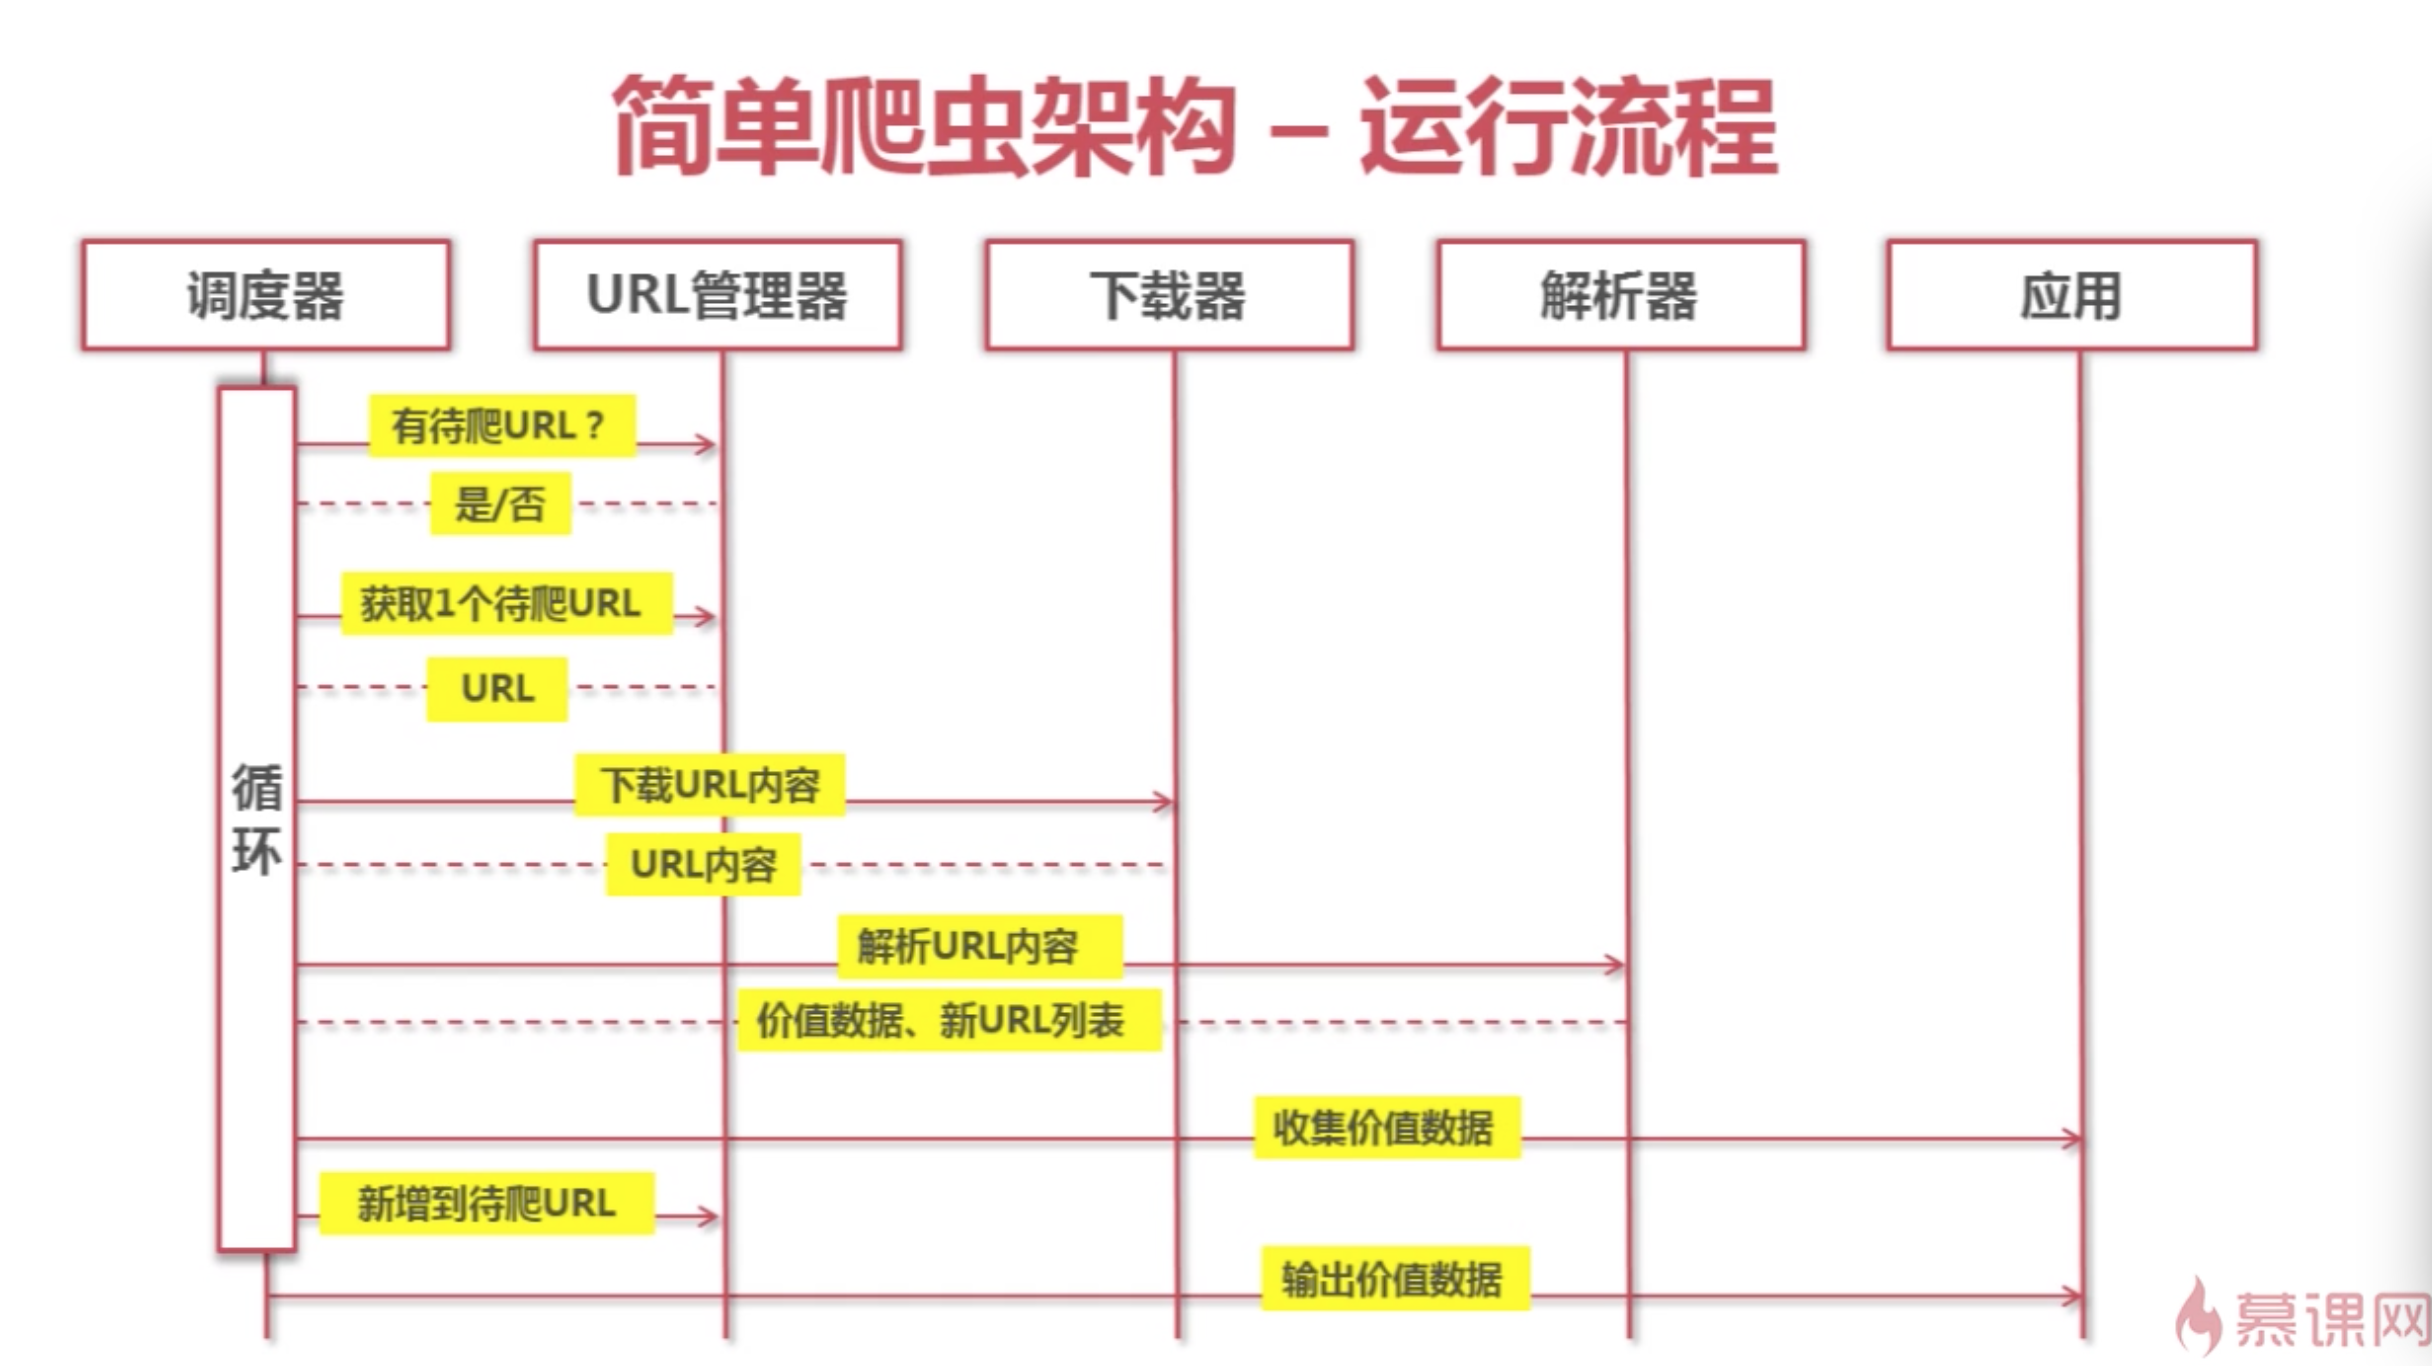 简单爬虫架构 – 运行流程
调度器
URL管理器
下载器
解析器
应用
有待爬URL？
是/否
获取1个待爬URL
URL
下载URL内容
循
环
URL内容
解析URL内容
价值数据、新URL列表
收集价值数据
新增到待爬URL
输出价值数据
慕课网